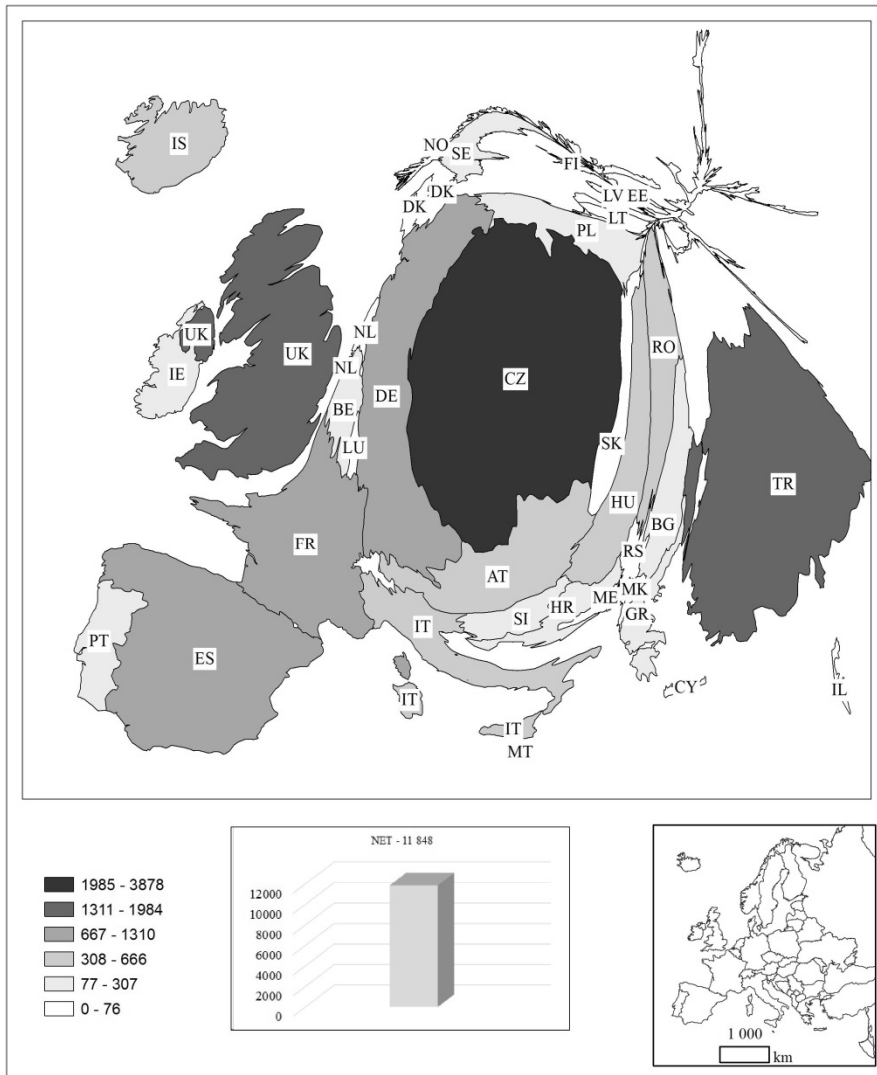 IS
NO
SE
FI
DK
DK
LV EE
LT
PL
UK
UK
IE
NL
NL
BE
LU
DE
CZ
RO
SK
HU
TR
BG
RS
FR
AT
ME
MK
HR
SI
GR
IT
PT
ES
IT
IT
MT
CY
IL
1985 - 3878
1311 - 1984
667 - 1310
308 - 666
77 - 307
0 - 76
NET - 11 848
12000
10000
8000
6000
4000
2000
0
1 000
km